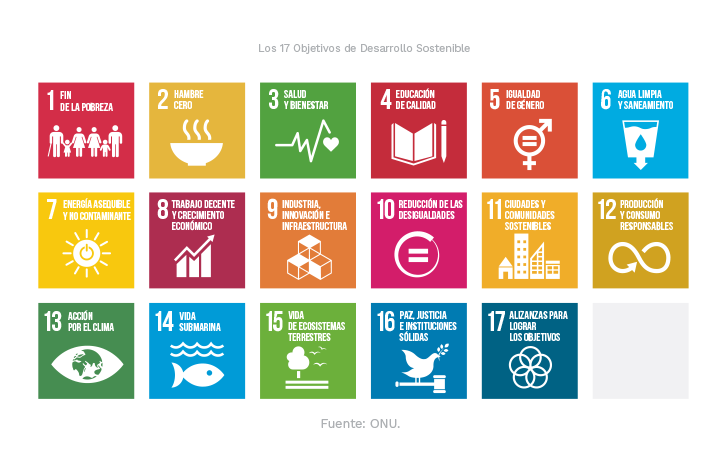 Los 17 Objetivos de Desarrollo Sostenible
1 FIN
DE LA POBREZA
2 HAMBRE
CERO
3 SALUD
Y BIENESTAR
4 EDUCACIÓN
DE CALIDAD
5 IGUALDAD
DE GÉNERO
6 AGUA LIMPIA
Y SANEAMIENTO
7 ENERGÍA ASEQUIBLE
Y NO CONTAMINANTE
8 TRABAJO DECENTE
Y CRECIMIENTO
ECONÓMICO
9 INDUSTRIA,
INNOVACIÓN E
INFRAESTRUCTURA
10 REDUCCIÓN DE LAS
DESIGUALDADES
11 CIUDADES Y
COMUNIDADES
SOSTENIBLES
12 PRODUCCIÓN
Y CONSUMO
RESPONSABLES
13 ACCIÓN
POR EL CLIMA
14 VIDA
SUBMARINA
15 VIDA
DE ECOSISTEMAS
TERRESTRES
16 PAZ, JUSTICIA
E INSTITUCIONES
SÓLIDAS
17 ALIZANZAS PARA
LOGRAR
LOS OBJETIVOS
Fuente: ONU.